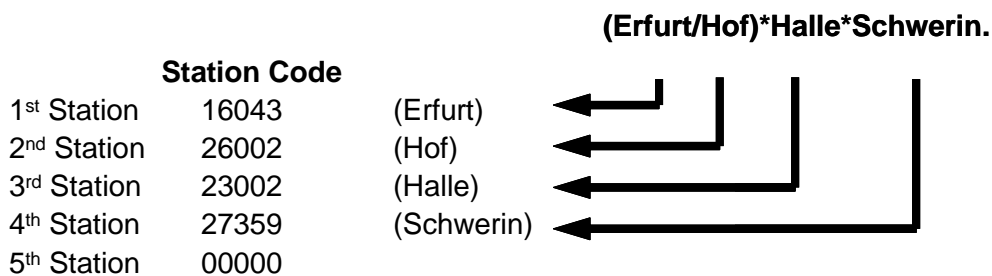 (Erfurt/Hof)*Halle*Schwerin.
Station Code
1st Station 16043 (Erfurt)
2nd Station 26002 (Hof)
3rd Station 23002 (Halle)
4th Station 27359 (Schwerin)
5th Station 00000